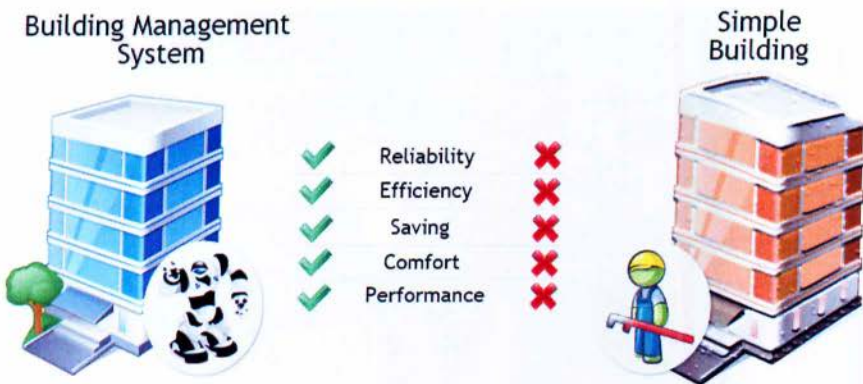 Building Management
System
Simple
Building
Reliability
Efficiency
Saving
Comfort
Performance